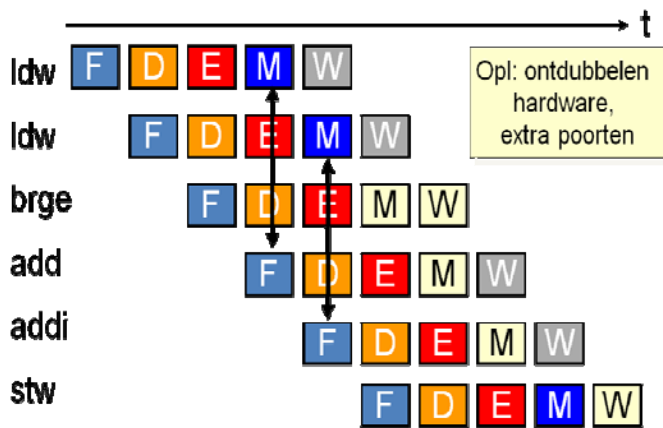 t
ldw F D E M W
Opl: ontdubbelen
hardware,
extra poorten
ldw F D E M W
brge F D E M W
add F D E M W
addi F D E M W
stw F D E M W